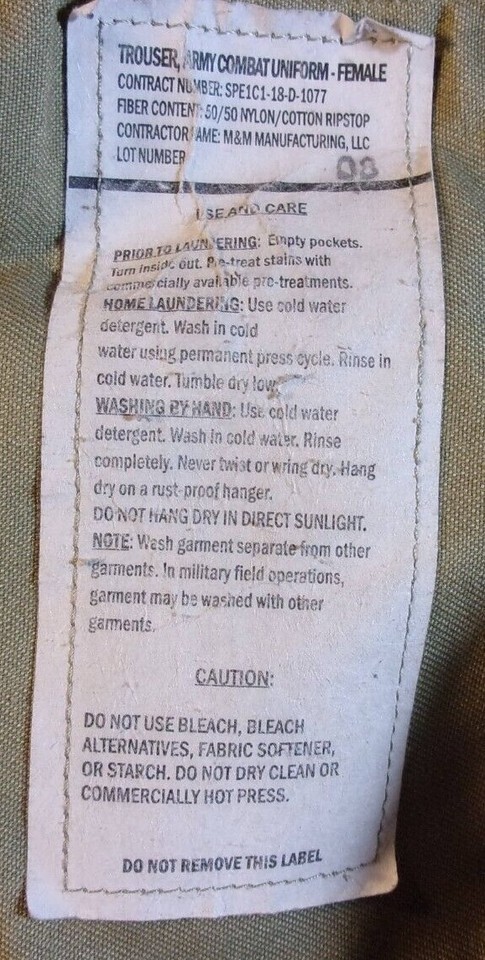 TROUSER, ARMY COMBAT UNIFORM - FEMALE
CONTRACT NUMBER: SPE1C1-18-D-1077
FIBER CONTENT: 50/50 NYLON/COTTON RIPSTOP
CONTRACTOR NAME: M&M MANUFACTURING, LLC
LOT NUMBER 08
USE AND CARE
PRIOR TO LAUNDERING: Empty pockets.
Turn inside out. Pre-treat stains with
commercially available pre-treatments.
HOME LAUNDERING: Use cold water
detergent. Wash in cold
water using permanent press cycle. Rinse in
cold water. Tumble dry low.
WASHING BY HAND: Use cold water
detergent. Wash in cold water. Rinse
completely. Never twist or wring dry. Hang
dry on a rust-proof hanger.
DO NOT HANG DRY IN DIRECT SUNLIGHT.
NOTE: Wash garment separate from other
garments. In military field operations,
garment may be washed with other
garments.
CAUTION:
DO NOT USE BLEACH, BLEACH
ALTERNATIVES, FABRIC SOFTENER,
OR STARCH. DO NOT DRY CLEAN OR
COMMERCIALLY HOT PRESS.
DO NOT REMOVE THIS LABEL